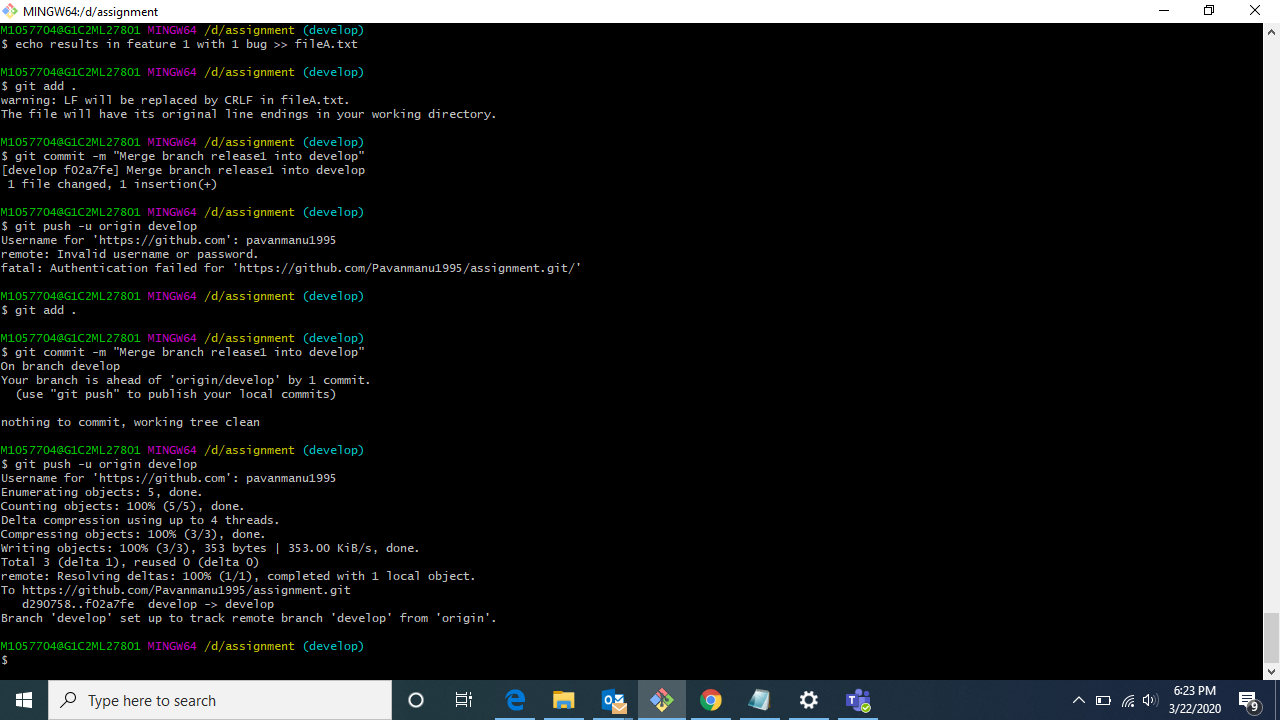 MINGW64:/d/assignment
M1057704@G1C2ML27801 MINGW64 /d/assignment (develop)
$ echo results in feature 1 with 1 bug >> fileA.txt
M1057704@G1C2ML27801 MINGW64 /d/assignment (develop)
$ git add .
warning: LF will be replaced by CRLF in fileA.txt.
The file will have its original line endings in your working directory.
M1057704@G1C2ML27801 MINGW64 /d/assignment (develop)
$ git commit -m "Merge branch release1 into develop"
[develop f02a7fe] Merge branch release1 into develop
 1 file changed, 1 insertion(+)
M1057704@G1C2ML27801 MINGW64 /d/assignment (develop)
$ git push -u origin develop
Username for 'https://github.com': pavanmanu1995
remote: Invalid username or password.
fatal: Authentication failed for 'https://github.com/Pavanmanu1995/assignment.git/'
M1057704@G1C2ML27801 MINGW64 /d/assignment (develop)
$ git add .
M1057704@G1C2ML27801 MINGW64 /d/assignment (develop)
$ git commit -m "Merge branch release1 into develop"
On branch develop
Your branch is ahead of 'origin/develop' by 1 commit.
  (use "git push" to publish your local commits)
nothing to commit, working tree clean
M1057704@G1C2ML27801 MINGW64 /d/assignment (develop)
$ git push -u origin develop
Username for 'https://github.com': pavanmanu1995
Enumerating objects: 5, done.
Counting objects: 100% (5/5), done.
Delta compression using up to 4 threads.
Compressing objects: 100% (3/3), done.
Writing objects: 100% (3/3), 353 bytes | 353.00 KiB/s, done.
Total 3 (delta 1), reused 0 (delta 0)
remote: Resolving deltas: 100% (1/1), completed with 1 local object.
To https://github.com/Pavanmanu1995/assignment.git
   d290758..f02a7fe  develop -> develop
Branch 'develop' set up to track remote branch 'develop' from 'origin'.
M1057704@G1C2ML27801 MINGW64 /d/assignment (develop)
$
Type here to search
6:23 PM
3/22/2020
9